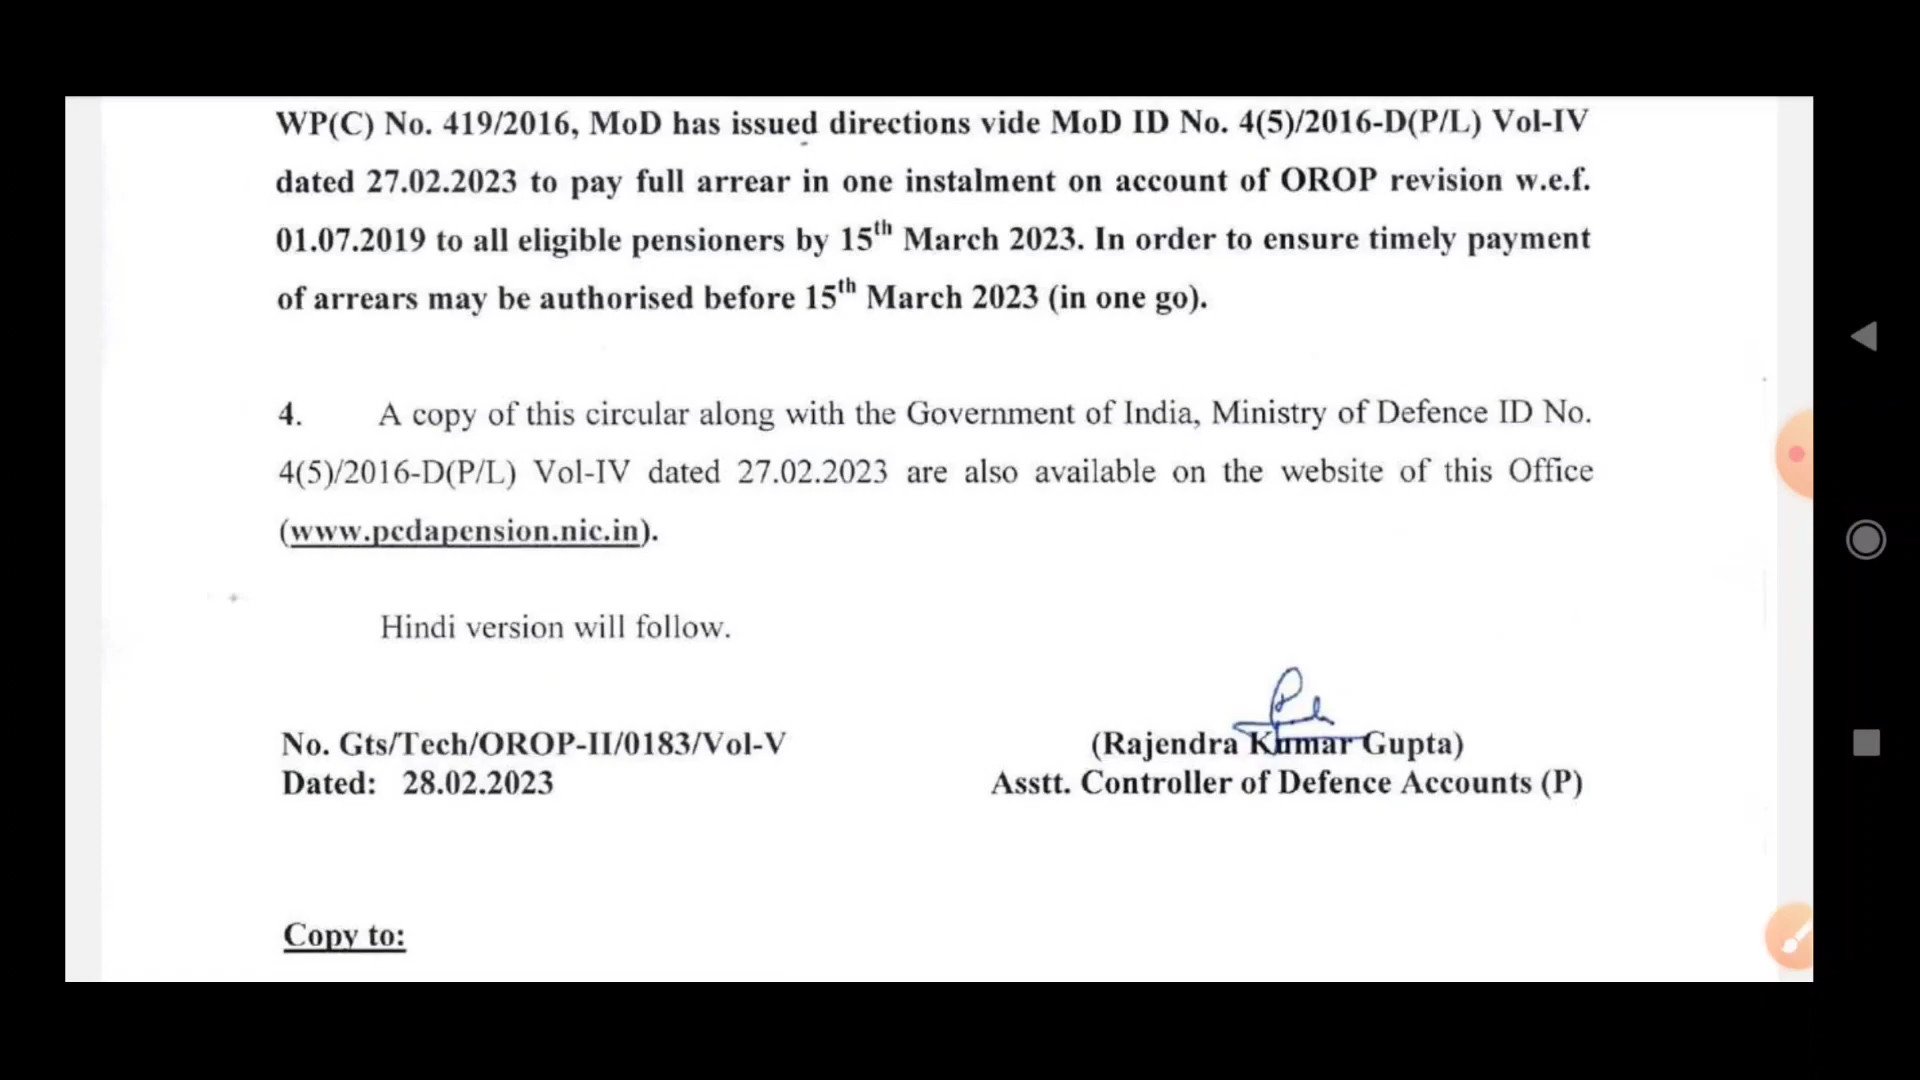 WP(C) No. 419/2016, MoD has issued directions vide MoD ID No. 4(5)/2016-D(P/L) Vol-IV
dated 27.02.2023 to pay full arrear in one instalment on account of OROP revision w.e.f.
01.07.2019 to all eligible pensioners by 15th March 2023. In order to ensure timely payment
of arrears may be authorised before 15th March 2023 (in one go).
4. A copy of this circular along with the Government of India, Ministry of Defence ID No.
4(5)/2016-D(P/L) Vol-IV dated 27.02.2023 are also available on the website of this Office
(www.pcdapension.nic.in).
Hindi version will follow.
No. Gts/Tech/OROP-II/0183/Vol-V
Dated: 28.02.2023
(Rajendra Kumar Gupta)
Asstt. Controller of Defence Accounts (P)
Copy to: